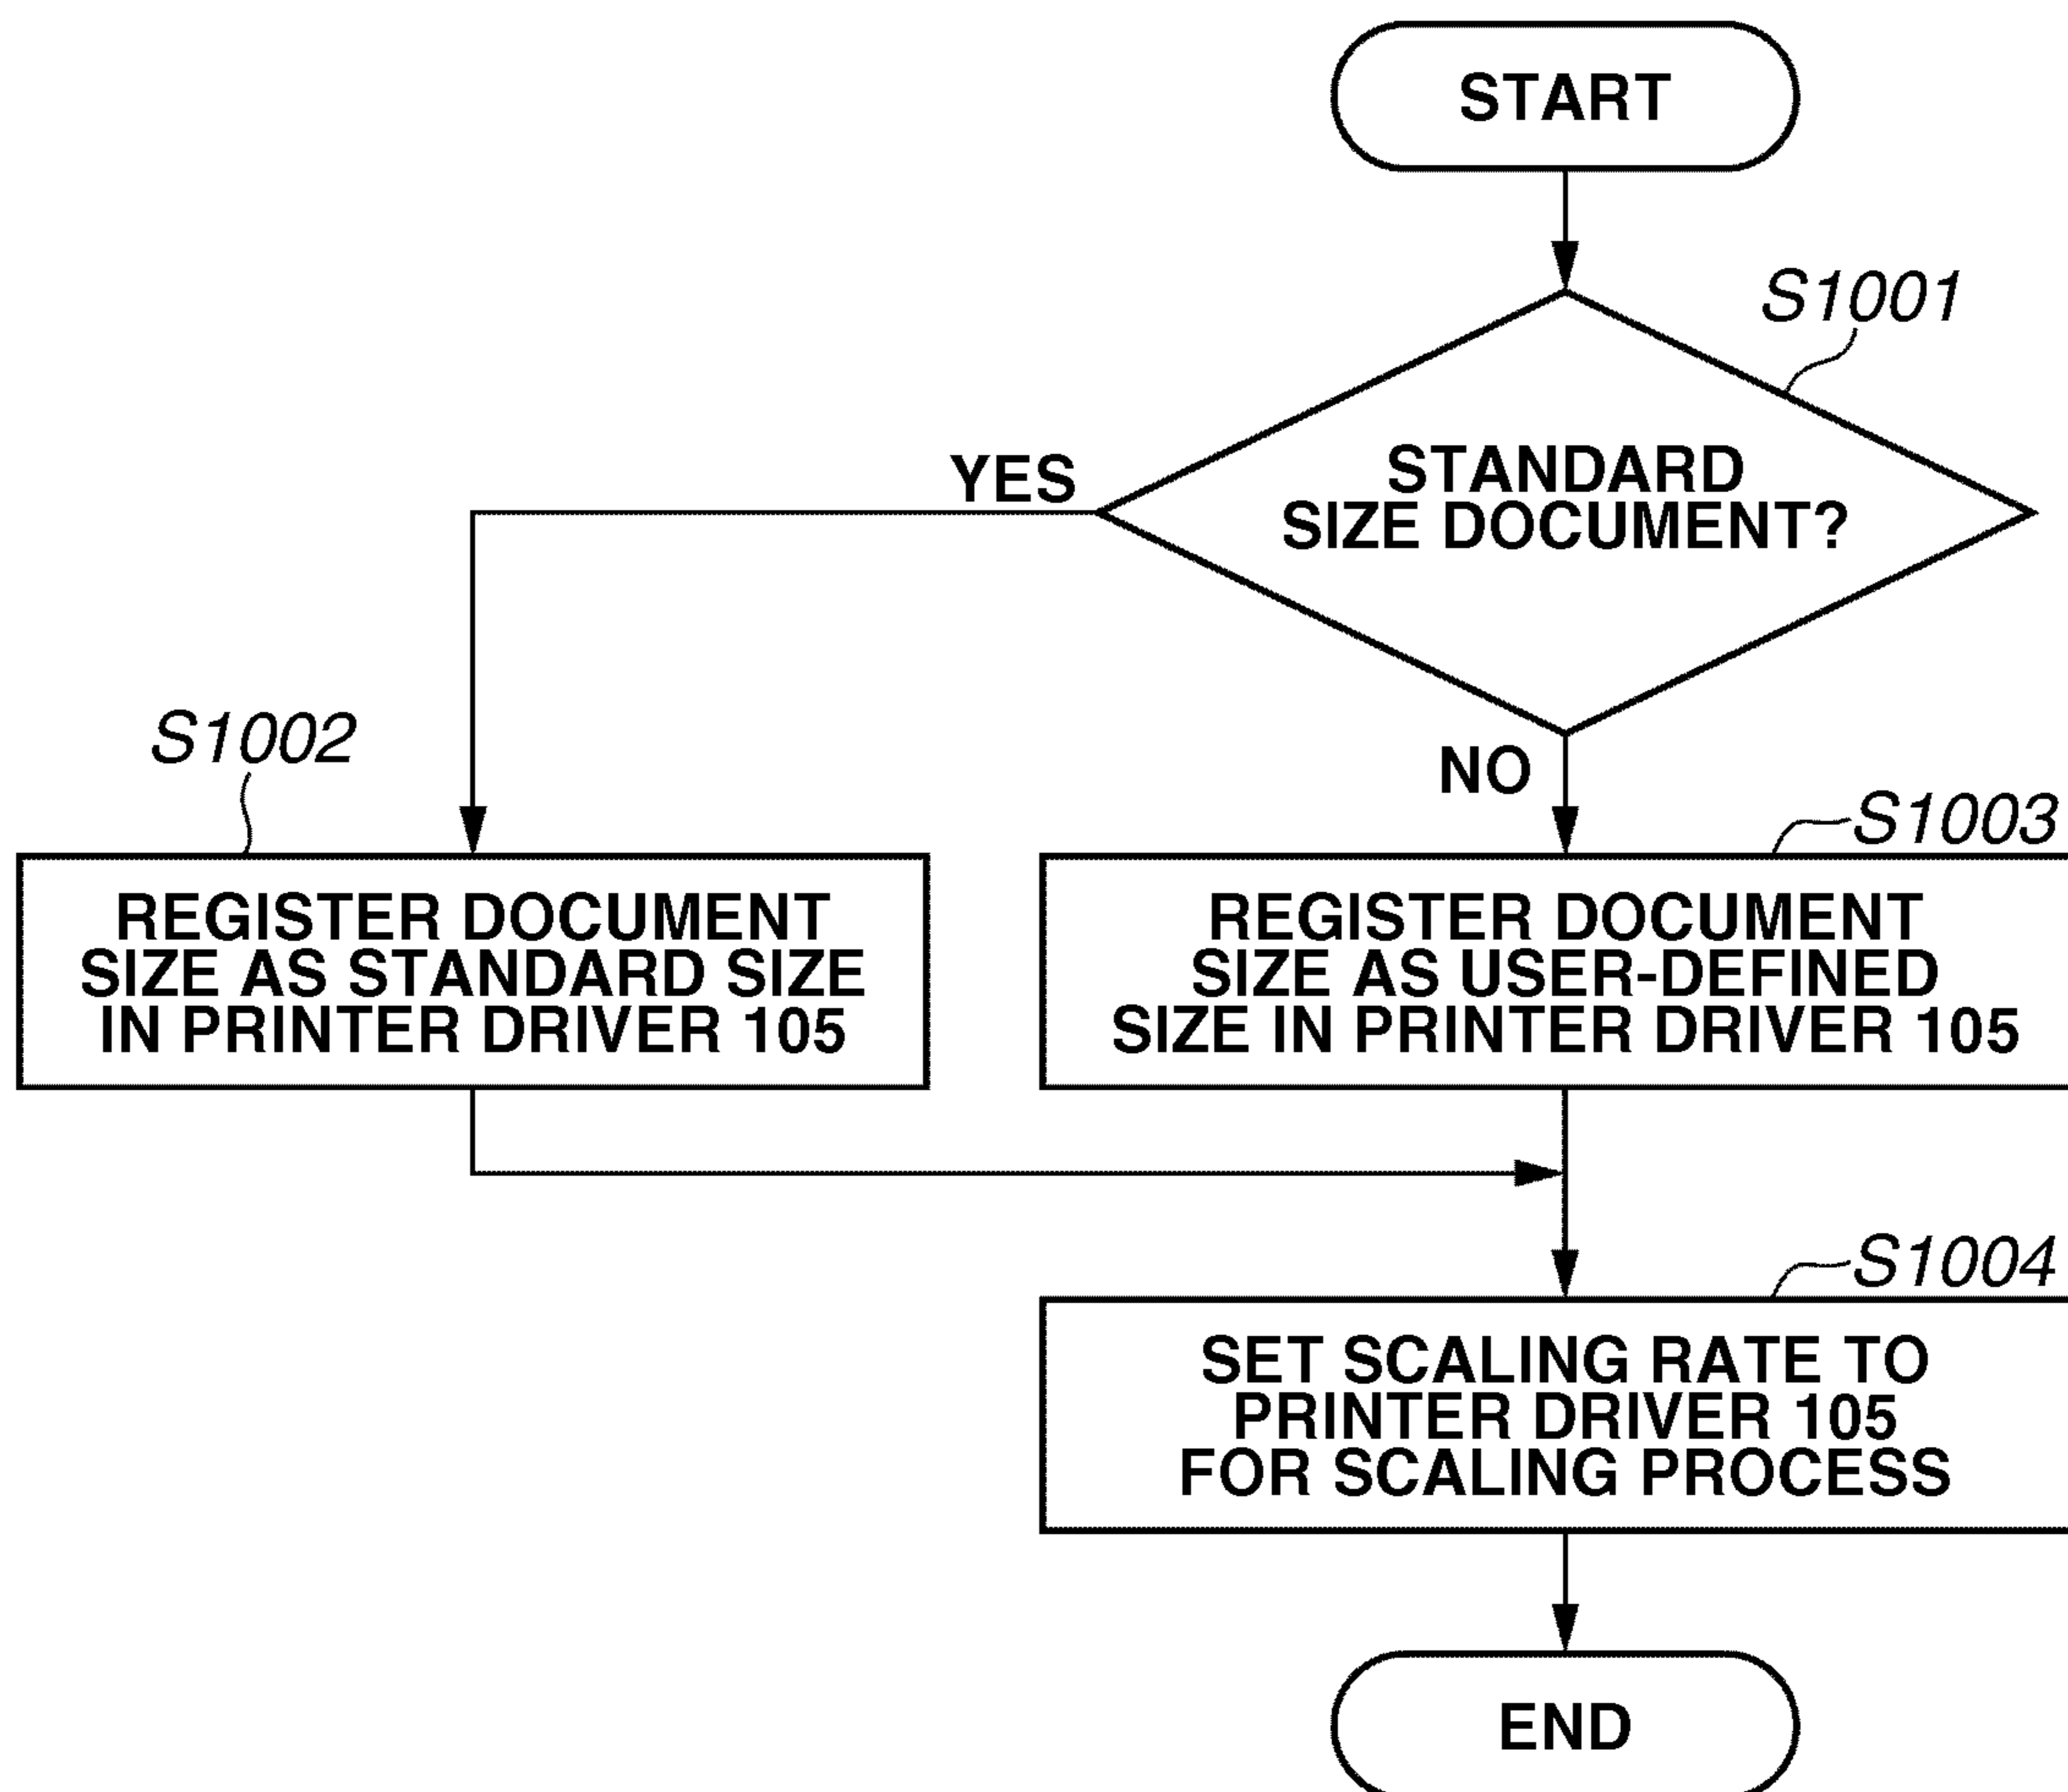 START
S1001
STANDARD
SIZE DOCUMENT?
YES
NO
S1002
REGISTER DOCUMENT
SIZE AS STANDARD SIZE
IN PRINTER DRIVER 105
S1003
REGISTER DOCUMENT
SIZE AS USER-DEFINED
SIZE IN PRINTER DRIVER 105
S1004
SET SCALING RATE TO
PRINTER DRIVER 105
FOR SCALING PROCESS
END